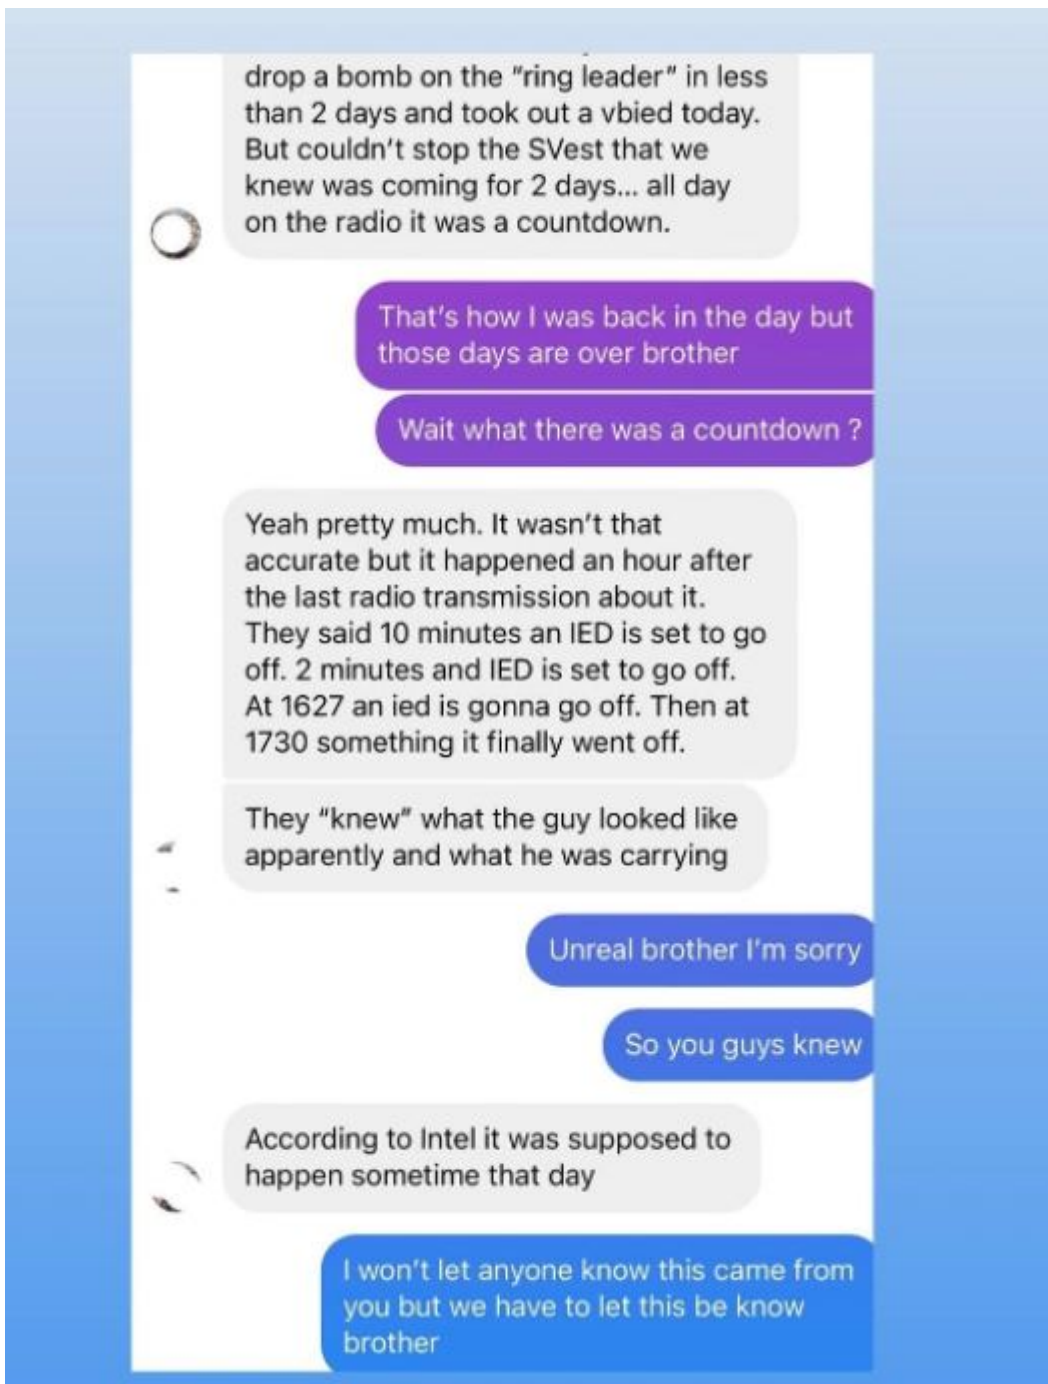 drop a bomb on the “ring leader” in less
than 2 days and took out a vbied today.
But couldn’t stop the SVest that we
knew was coming for 2 days... all day
on the radio it was a countdown.
That’s how I was back in the day but
those days are over brother
Wait what there was a countdown ?
Yeah pretty much. It wasn’t that
accurate but it happened an hour after
the last radio transmission about it.
They said 10 minutes an IED is set to go
off. 2 minutes and IED is set to go off.
At 1627 an ied is gonna go off. Then at
1730 something it finally went off.
They “knew” what the guy looked like
apparently and what he was carrying
Unreal brother I’m sorry
So you guys knew
According to Intel it was supposed to
happen sometime that day
I won’t let anyone know this came from
you but we have to let this be know
brother